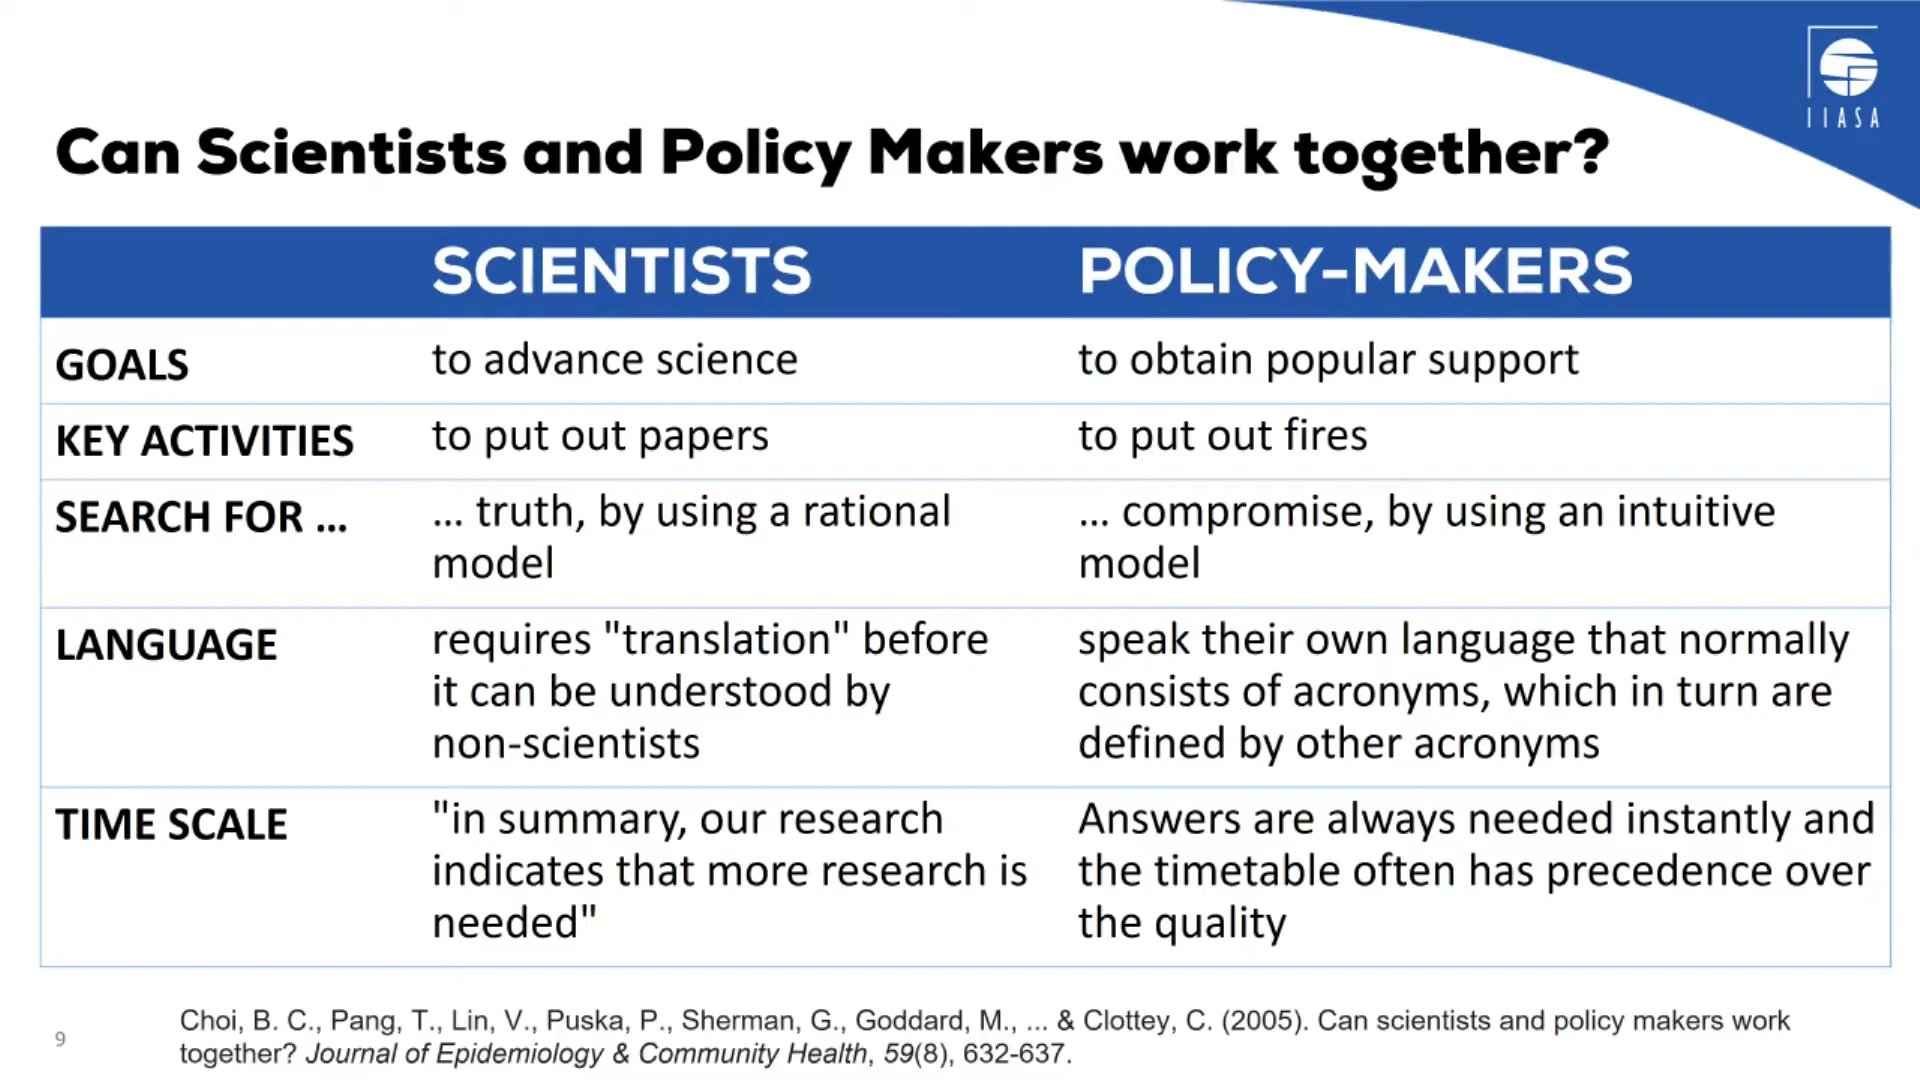 IIASA
Can Scientists and Policy Makers work together?
SCIENTISTS POLICY-MAKERS
GOALS to advance science to obtain popular support
KEY ACTIVITIES to put out papers to put out fires
SEARCH FOR ... ... truth, by using a rational ... compromise, by using an intuitive
model model
LANGUAGE requires "translation" before speak their own language that normally
it can be understood by consists of acronyms, which in turn are
non-scientists defined by other acronyms
TIME SCALE "in summary, our research Answers are always needed instantly and
indicates that more research is the timetable often has precedence over
needed" the quality
Choi, B. C., Pang, T., Lin, V., Puska, P., Sherman, G., Goddard, M., ... & Clottey, C. (2005). Can scientists and policy makers work
9 together? Journal of Epidemiology & Community Health, 59(8), 632-637.